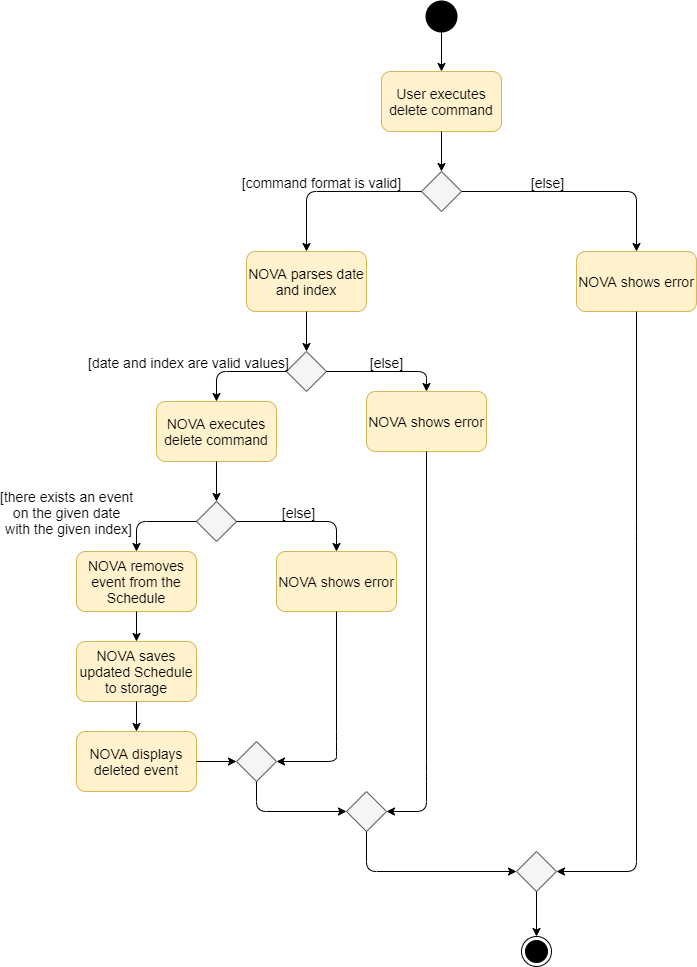 User executes
delete command
[command format is valid]
[else]
NOVA parses date
and index
NOVA shows error
[date and index are valid values]
[else]
NOVA executes
delete command
NOVA shows error
[there exists an event
on the given date
with the given index]
[else]
NOVA removes
event from the
Schedule
NOVA shows error
NOVA saves
updated Schedule
to storage
NOVA displays
deleted event